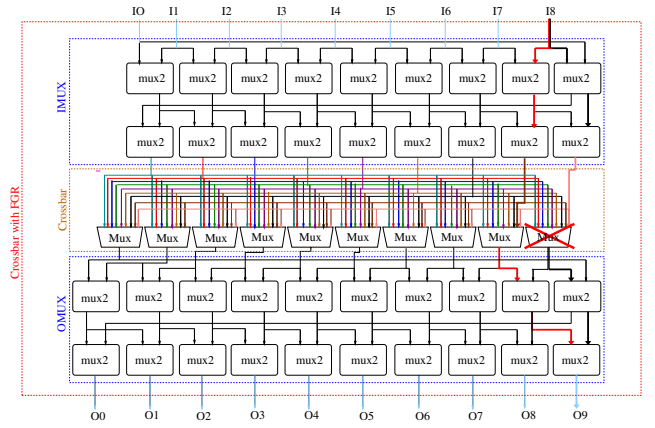 IO I1 I2 I3 I4 I5 I6 I7 I8
mux2 mux2 mux2 mux2 mux2 mux2 mux2 mux2 mux2
IMUX
mux2 mux2 mux2 mux2 mux2 mux2 mux2 mux2 mux2
Crossbar with FGR
Crossbar
Mux Mux Mux Mux Mux Mux Mux Mux Mux Mux
OMUX
mux2 mux2 mux2 mux2 mux2 mux2 mux2 mux2 mux2 mux2
mux2 mux2 mux2 mux2 mux2 mux2 mux2 mux2 mux2 mux2
O0 O1 O2 O3 O4 O5 O6 O7 O8 O9